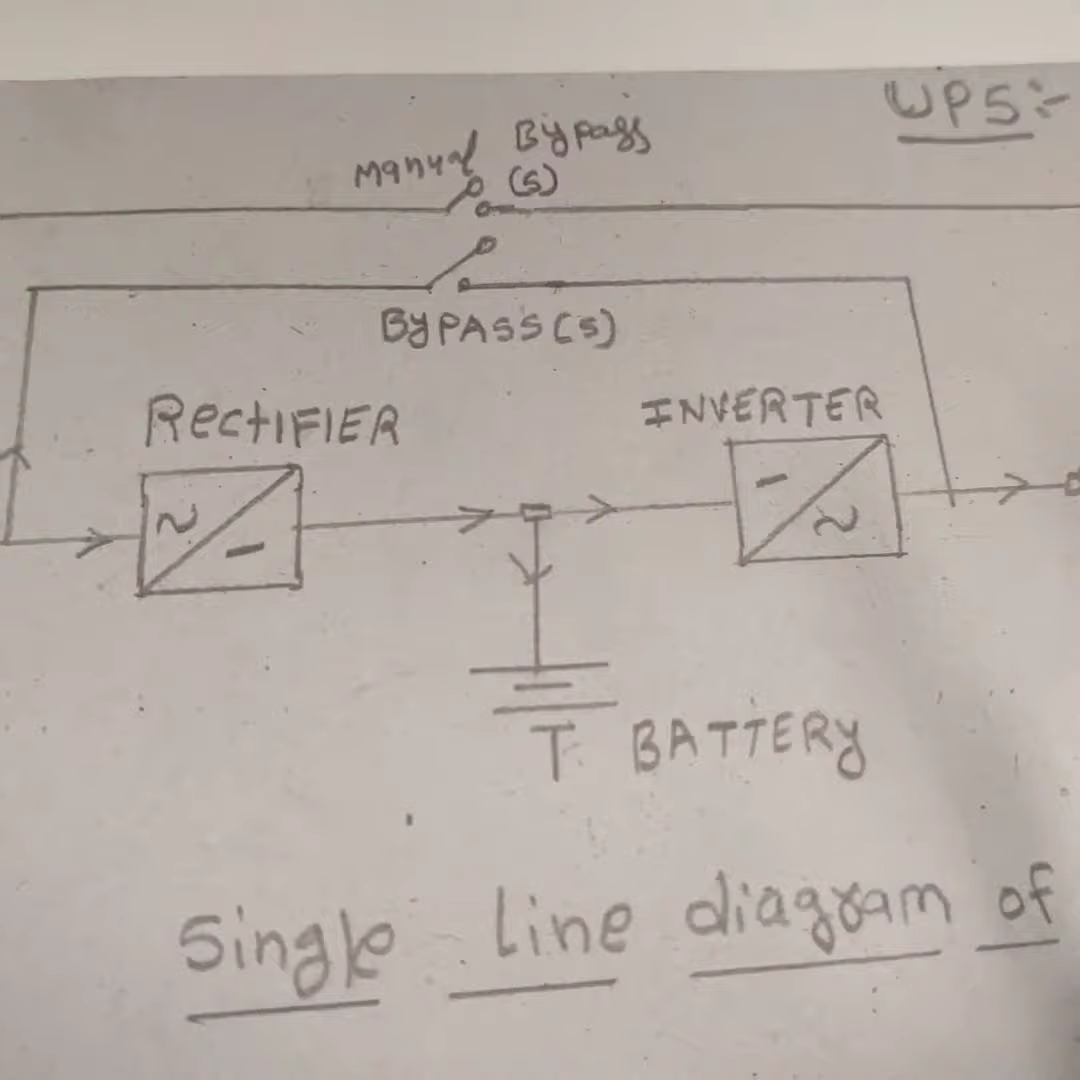 UPS:-
Manual Bypass
(S)
BYPASS(S)
RectIFIER
INVERTER
BATTERY
Single line diagram of